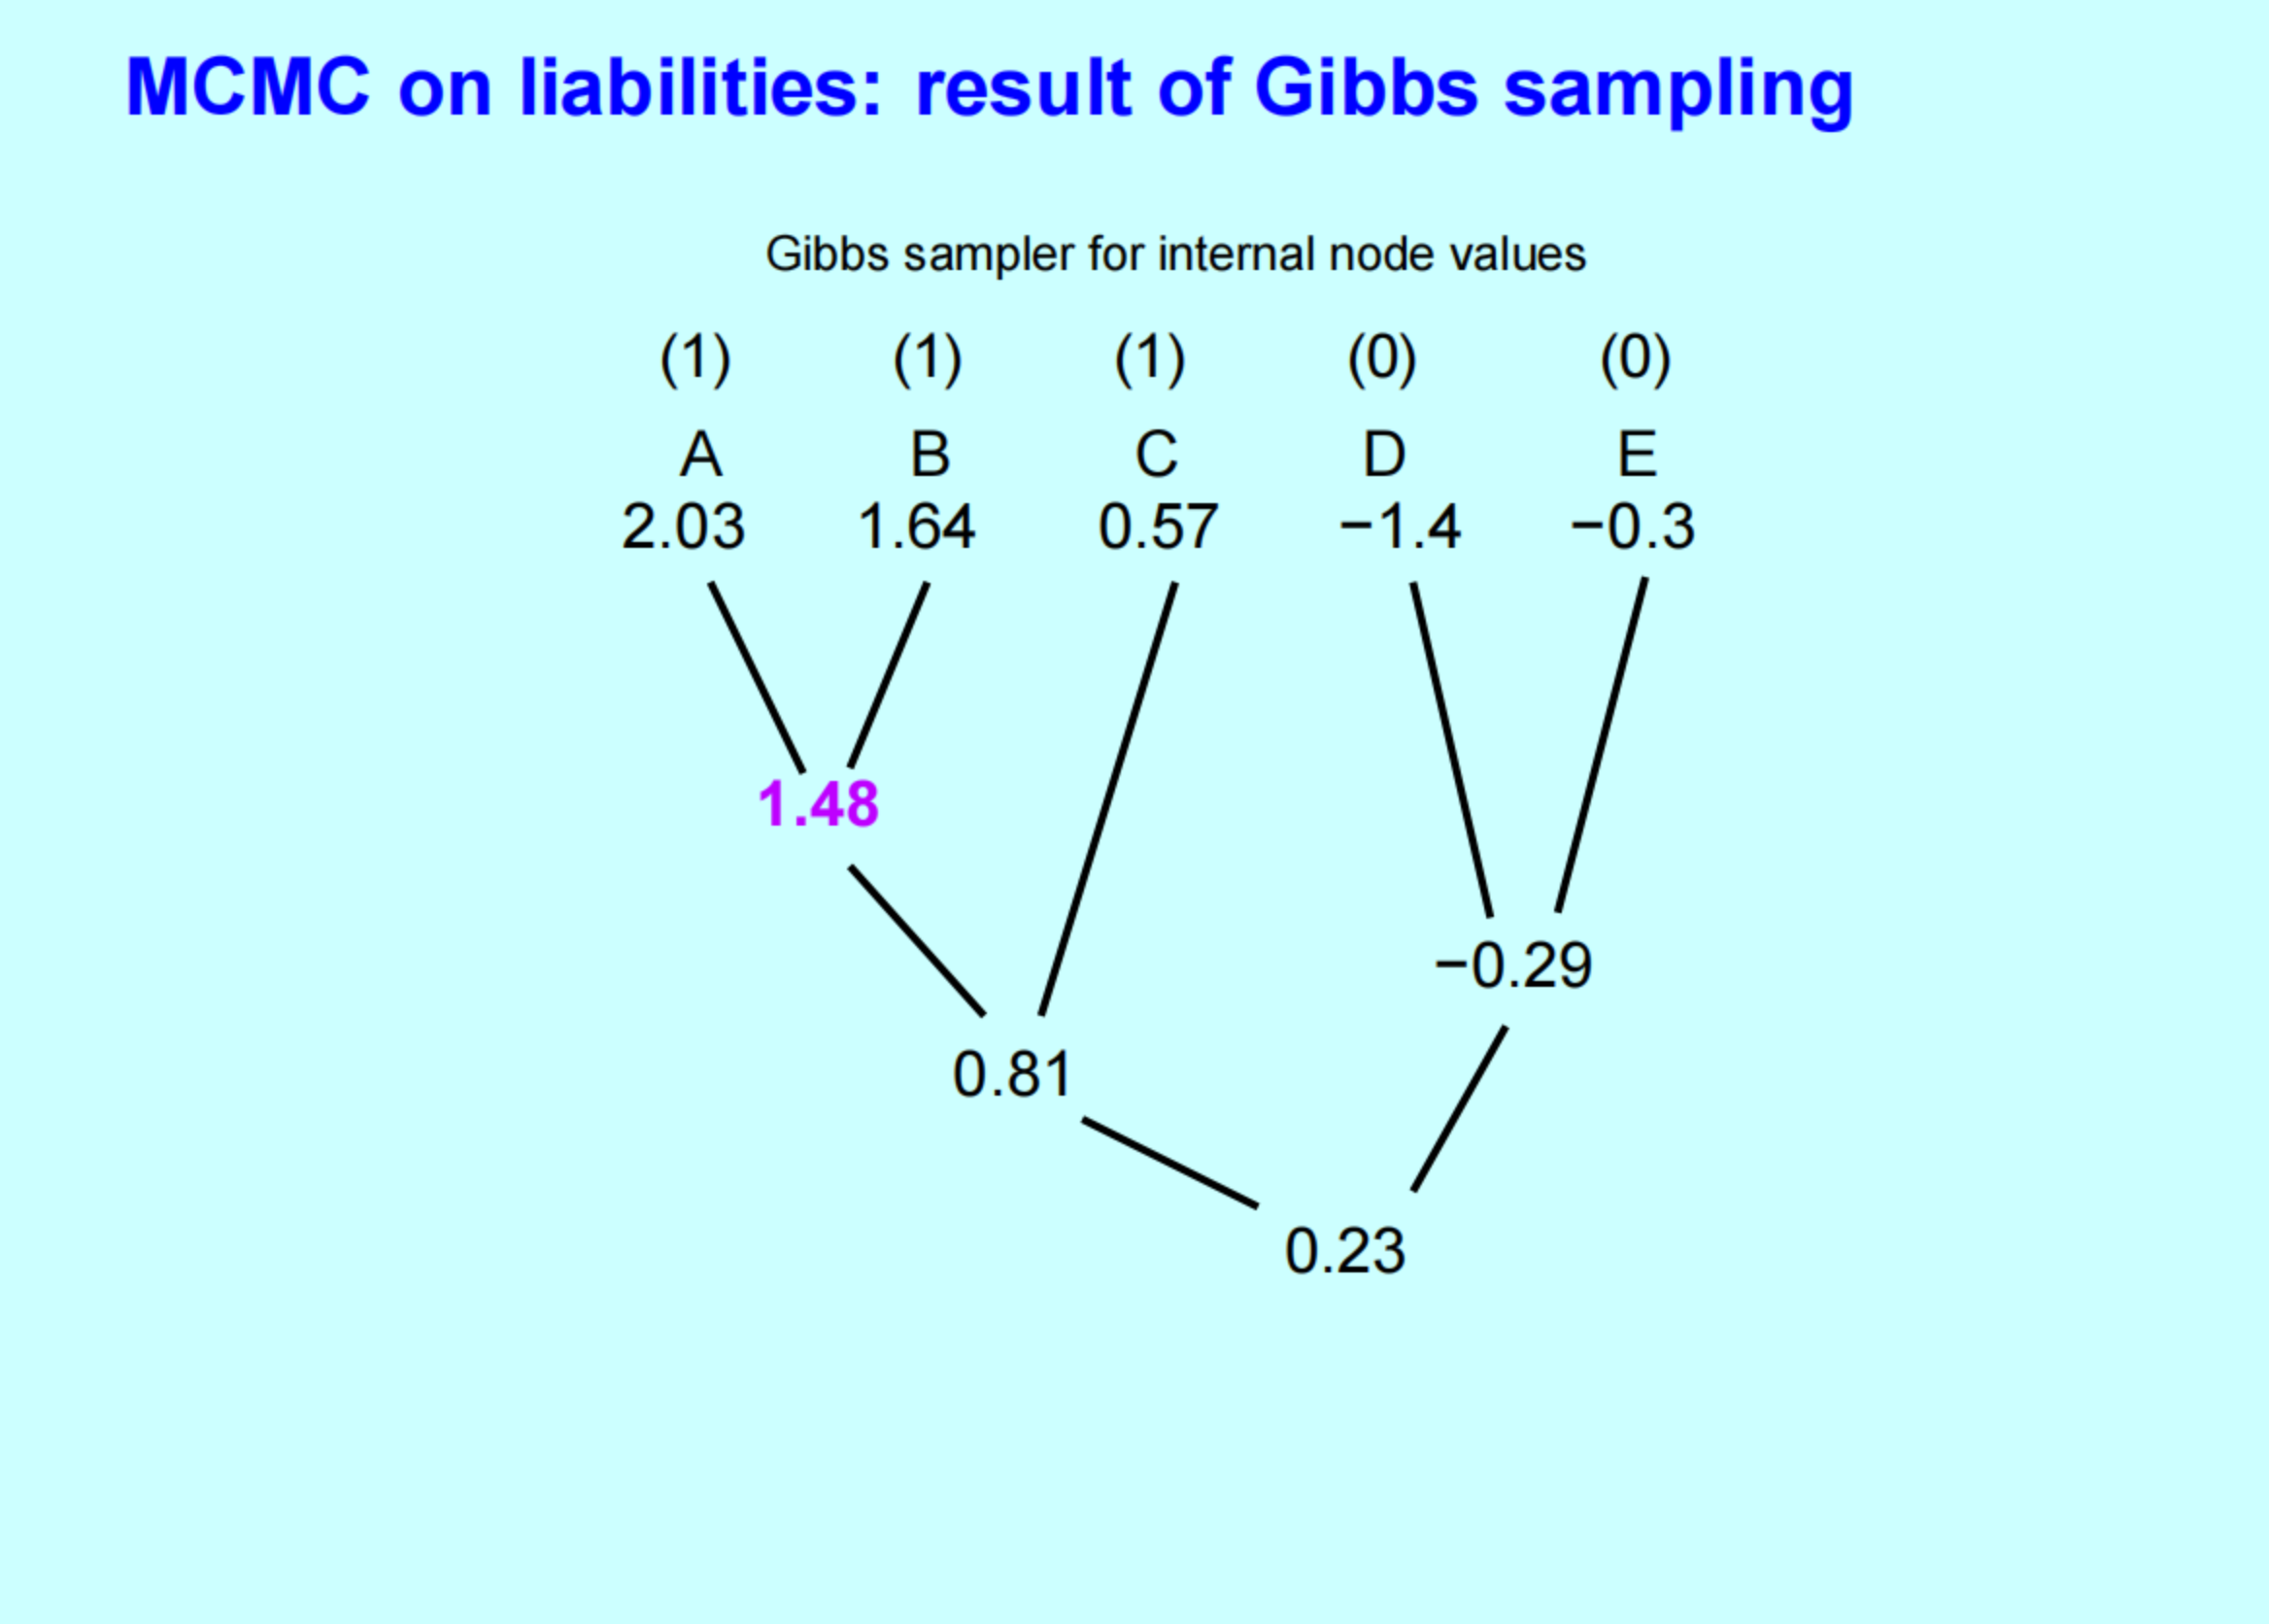 MCMC on liabilities: result of Gibbs sampling
Gibbs sampler for internal node values
(1) (1) (1) (0) (0)
A B C D E
2.03 1.64 0.57 −1.4 −0.3
1.48
−0.29
0.81
0.23